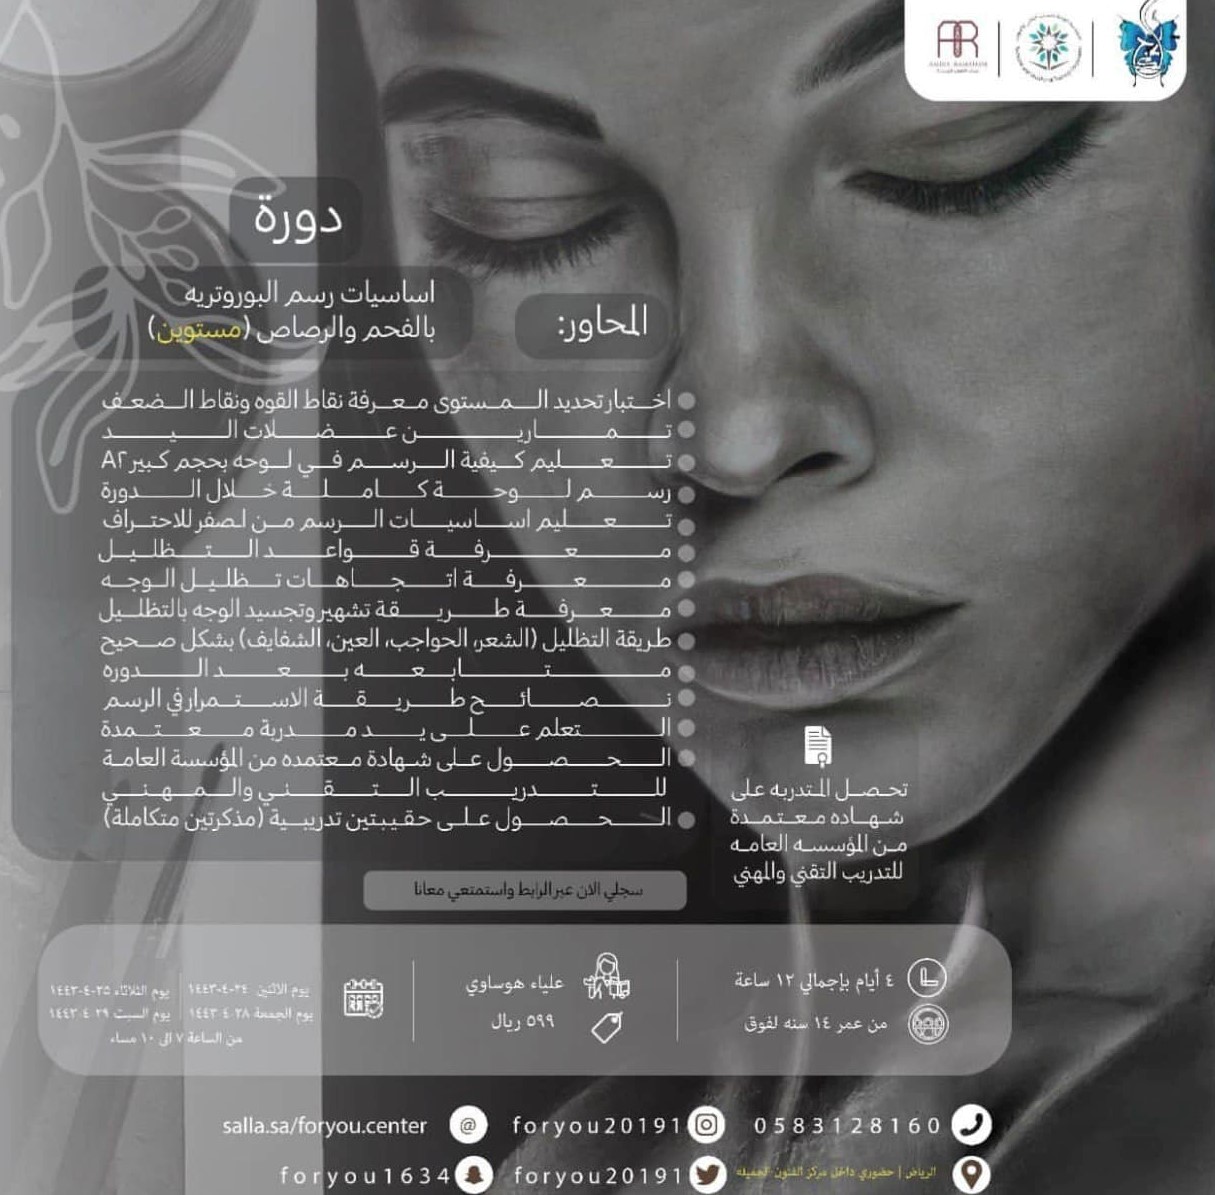 دورة
اساسيات رسم البوروتريه
بالفحم والرصاص (مستوين)
المحاور:
اختبار تحديد المستوى معرفة نقاط القوه ونقاط الضعف
تمارين عضلات اليد
تعليم كيفية الرسم في لوحه بحجم كبير A٢
رسم لوحة كاملة خلال الدورة
تعليم اساسيات الرسم من لصفر للاحتراف
معرفة قواعد التظليل
معرفة اتجاهات تظليل الوجه
معرفة طريقة تشهير وتجسيد الوجه بالتظليل
طريقة التظليل (الشعر، الحواجب، العين، الشفايف) بشكل صحيح
متابعه بعد الدوره
نصائح طريقة الاستمرار في الرسم
التعلم على يد مدربة معتمدة
الحصول على شهادة معتمده من المؤسسة العامة
للتدريب التقني والمهني
الحصول على حقيبتين تدريبية (مذكرتين متكاملة)
تحصل المتدربه على
شهاده معتمدة
من المؤسسه العامه
للتدريب التقني والمهني
سجلي الان عبر الرابط واستمتعي معانا
٤ أيام بإجمالي ١٢ ساعة
من عمر ١٤ سنه لفوق
علياء هوساوي
٥٩٩ ريال
يوم الاثنين ٢٤-٤-١٤٤٣
يوم الثلاثاء ٢٥-٤-١٤٤٣
يوم الجمعة ٢٨-٤-١٤٤٣
يوم السبت ٢٩-٤-١٤٤٣
من الساعة ٧ الى ١٠ مساء
0583128160
foryou20191
salla.sa/foryou.center
الرياض | حضوري داخل مركز الفنون الجميله
foryou20191
foryou1634